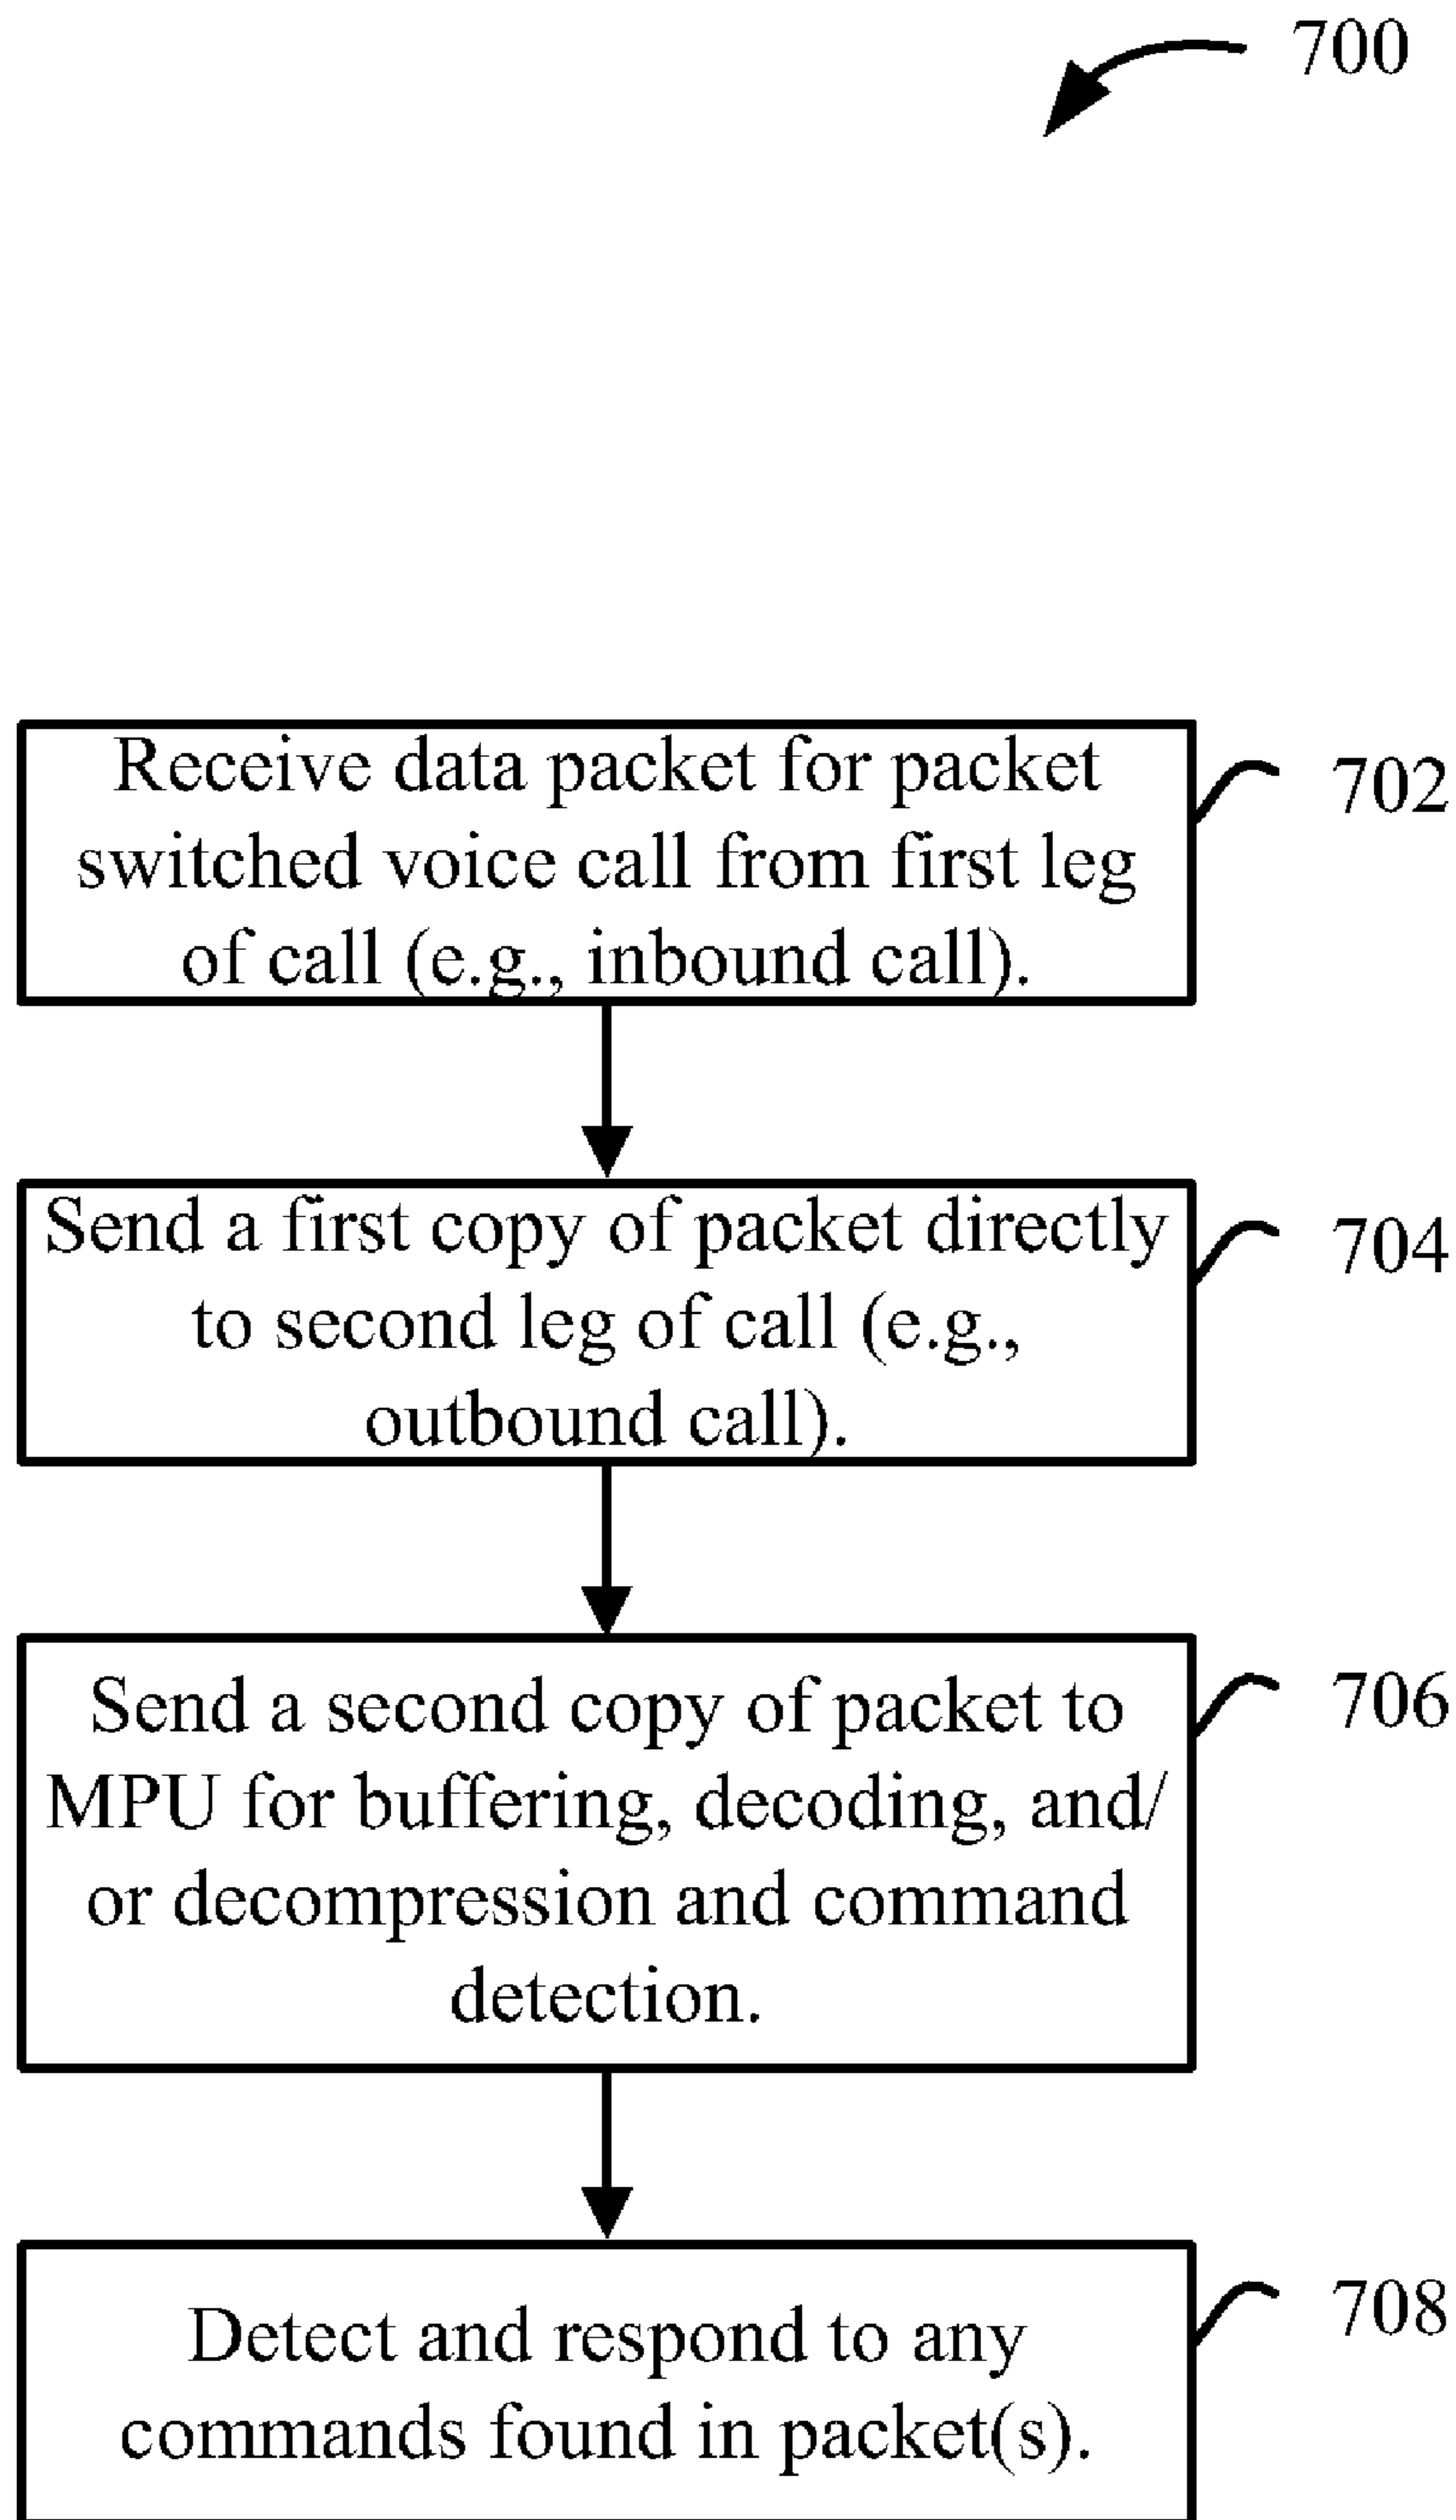 700
Receive data packet for packet
switched voice call from first leg
of call (e.g., inbound call).
702
Send a first copy of packet directly
to second leg of call (e.g.,
outbound call).
704
Send a second copy of packet to
MPU for buffering, decoding, and/
or decompression and command
detection.
706
Detect and respond to any
commands found in packet(s).
708